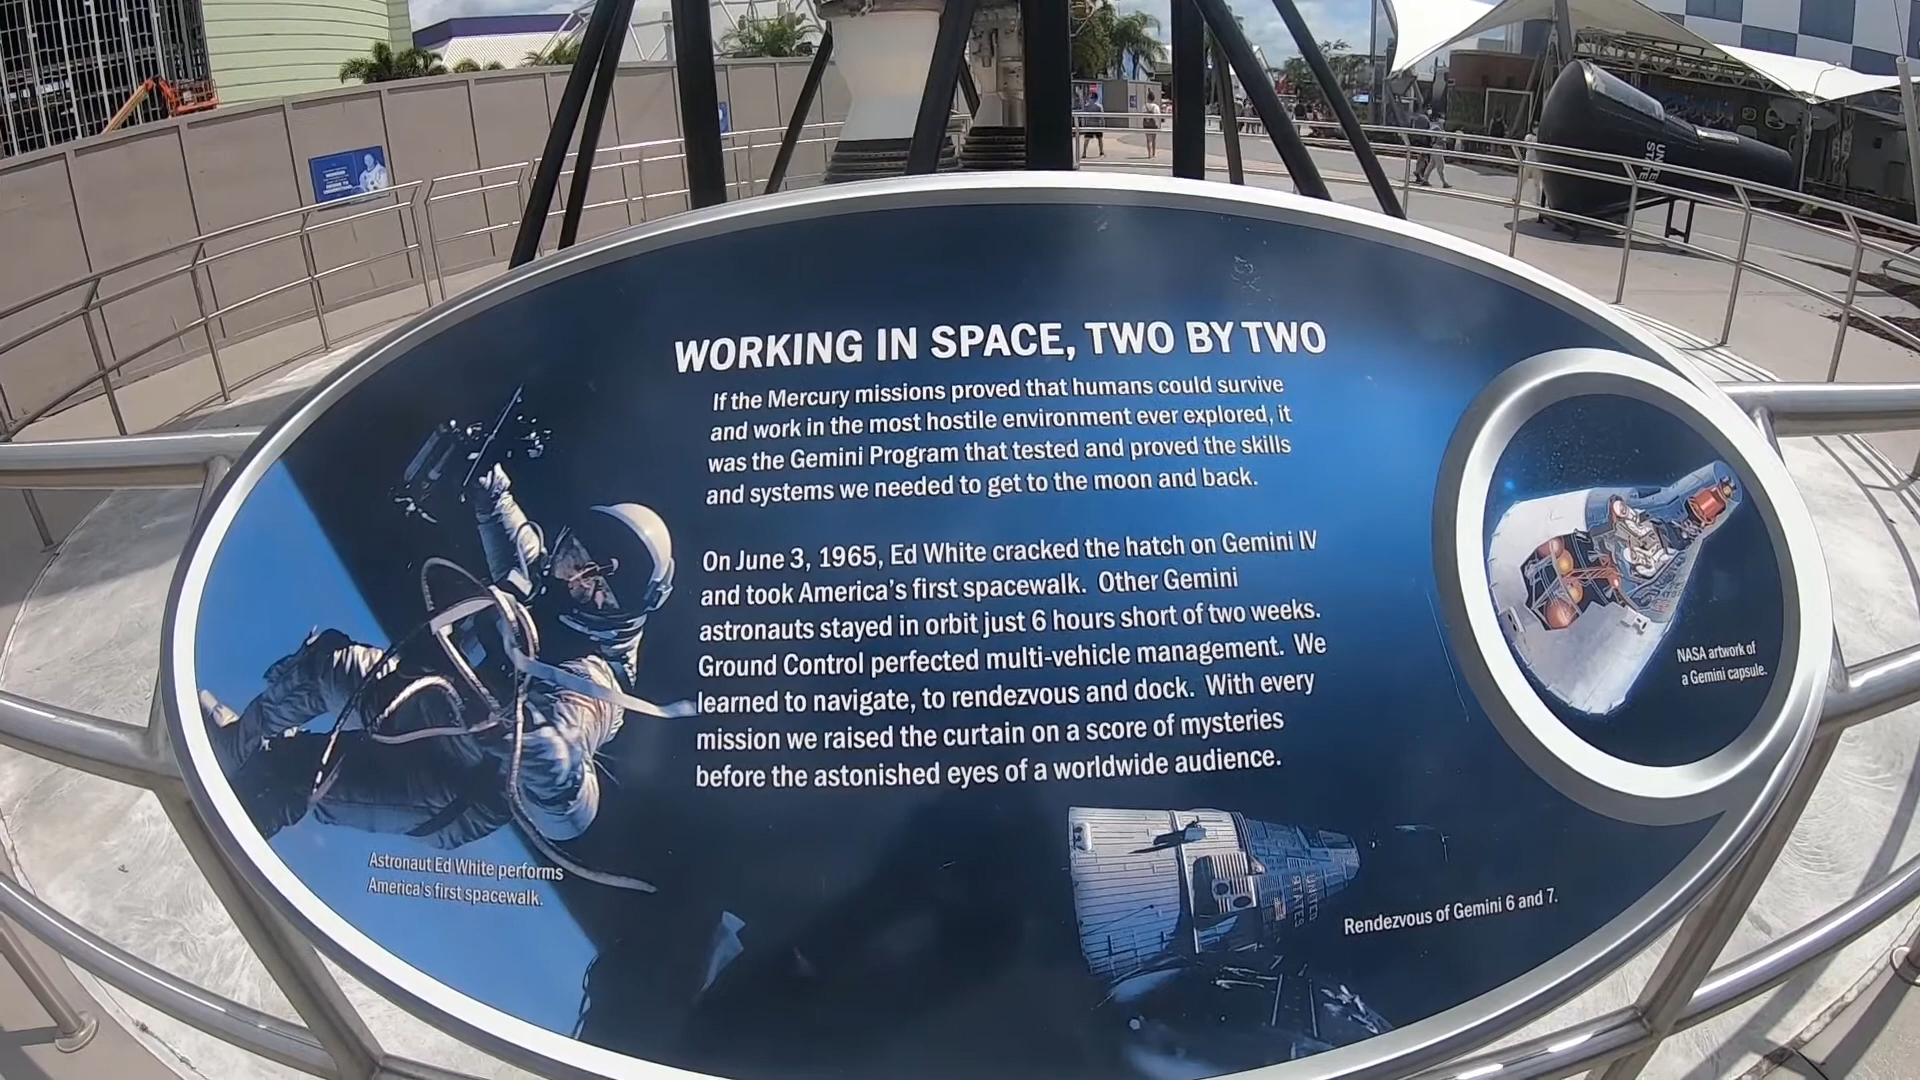 WORKING IN SPACE, TWO BY TWO
If the Mercury missions proved that humans could survive
and work in the most hostile environment ever explored, it
was the Gemini Program that tested and proved the skills
and systems we needed to get to the moon and back.
On June 3, 1965, Ed White cracked the hatch on Gemini IV
and took America's first spacewalk. Other Gemini
astronauts stayed in orbit just 6 hours short of two weeks.
Ground Control perfected multi-vehicle management. We
learned to navigate, to rendezvous and dock. With every
mission we raised the curtain on a score of mysteries
before the astonished eyes of a worldwide audience.
Astronaut Ed White performs
America's first spacewalk.
NASA artwork of
a Gemini capsule.
Rendezvous of Gemini 6 and 7.
UNITED
STATES